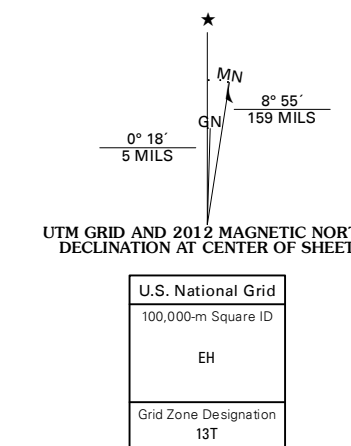 ★
MN
GN
8° 55´
159 MILS
0° 18´
5 MILS
UTM GRID AND 2012 MAGNETIC NOR
DECLINATION AT CENTER OF SHEET
U.S. National Grid
100,000-m Square ID
EH
Grid Zone Designation
13T